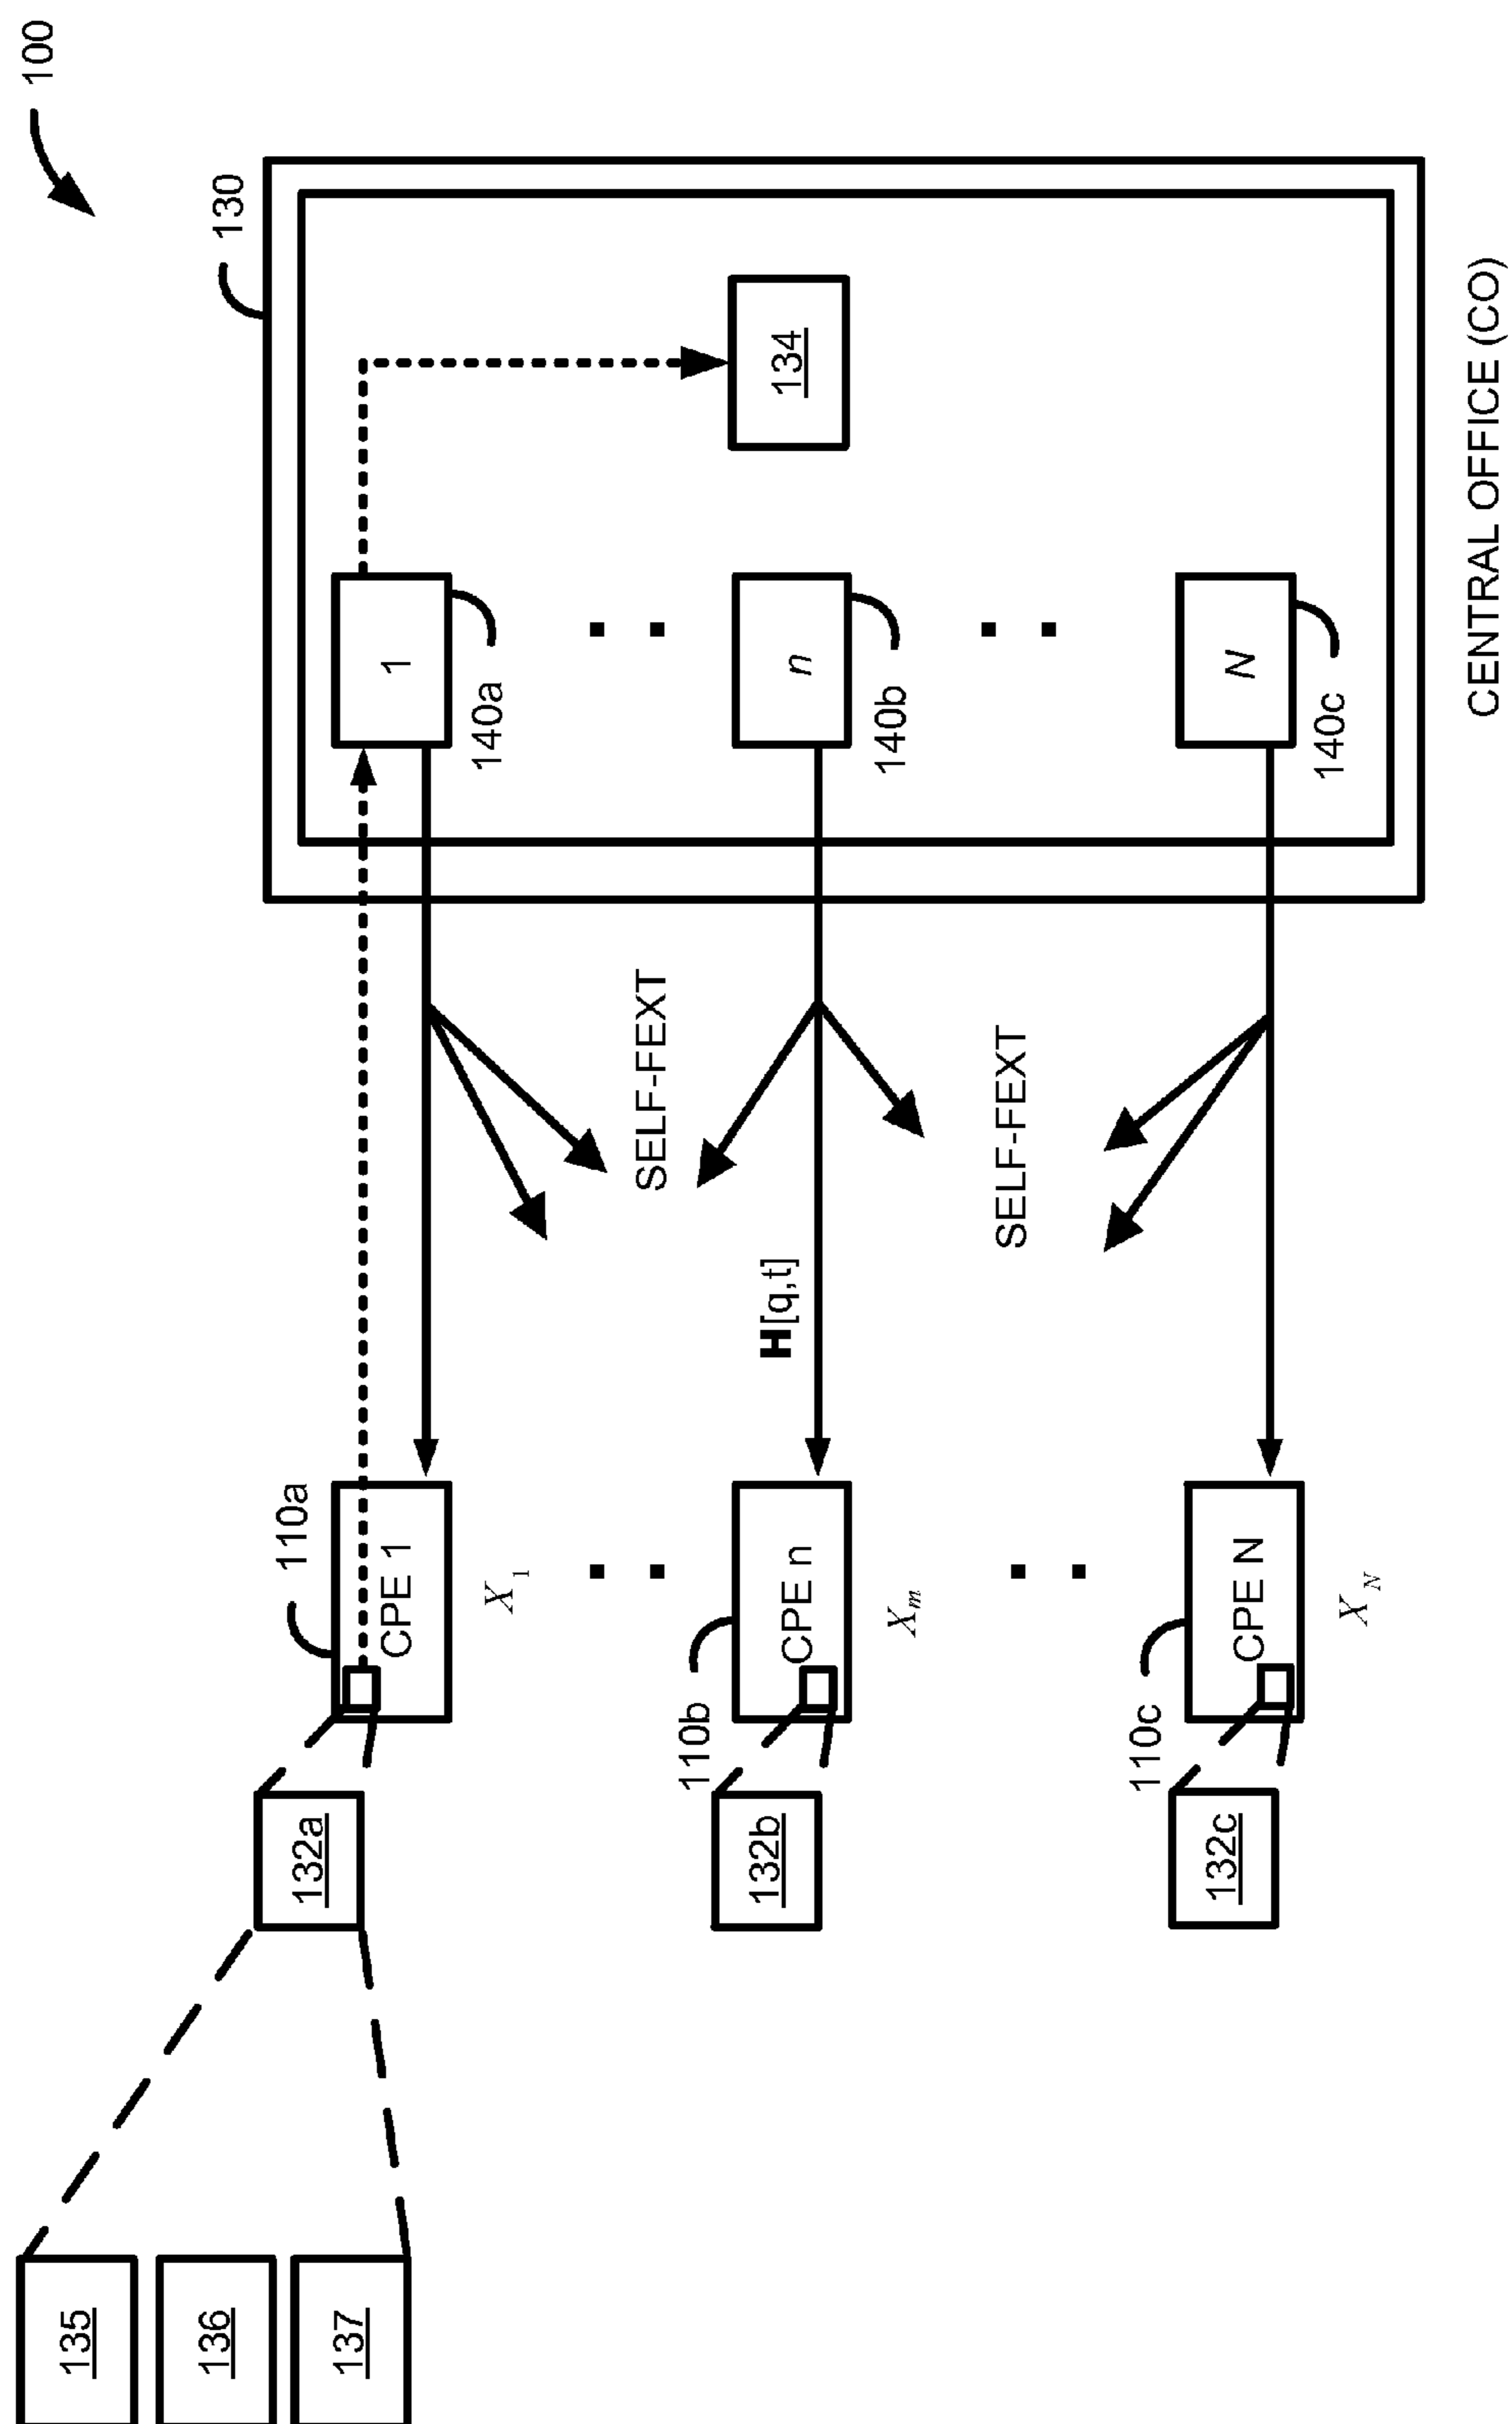 100
130
134
1
140a
n
140b
N
140c
CENTRAL OFFICE (CO)
SELF-FEXT
SELF-FEXT
H[q,t]
110a
CPE 1
X1
110b
CPE n
Xm
110c
CPE N
XN
132a
132b
132c
135
136
137